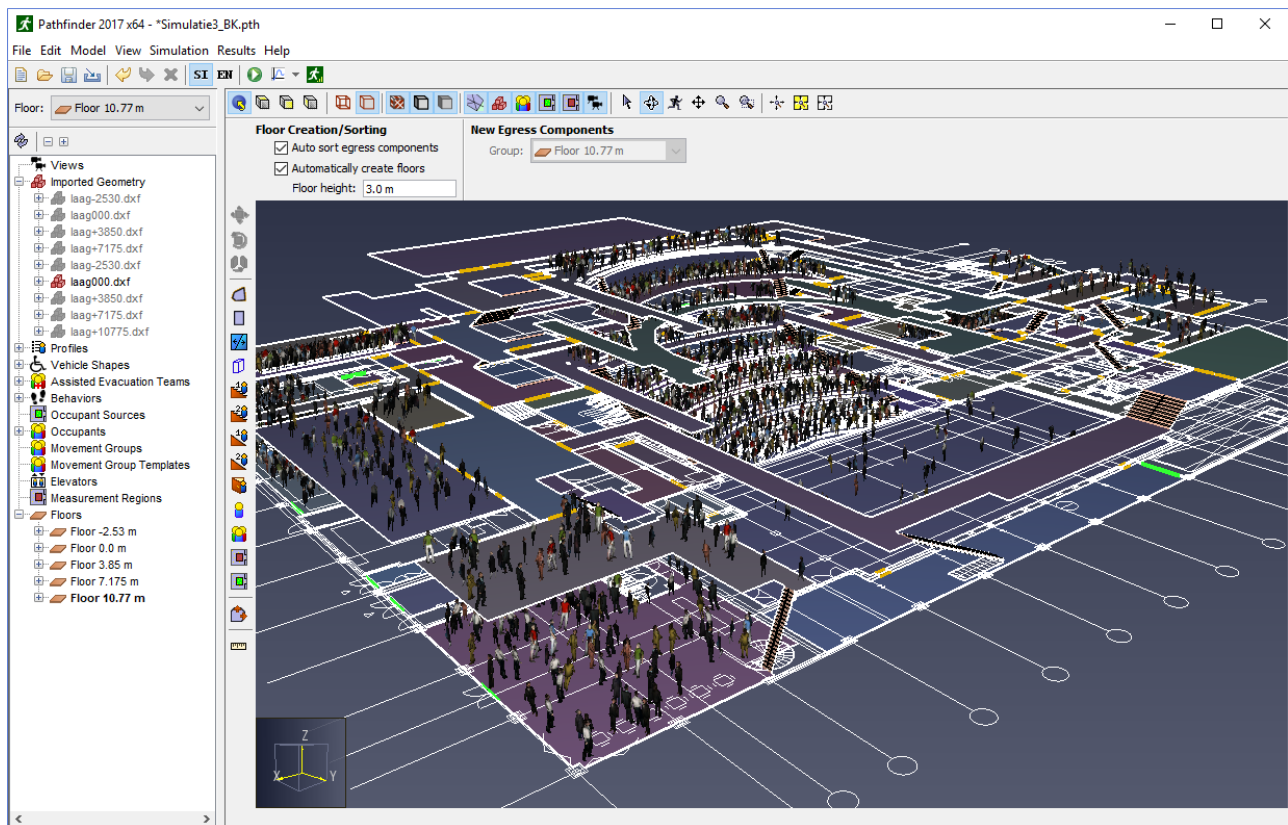 Pathfinder 2017 x64 - *Simulatie3_BK.pth
File Edit Model View Simulation Results Help
SI EN
Floor: Floor 10.77 m
Floor Creation/Sorting
Auto sort egress components
Automatically create floors
Floor height: 3.0 m
New Egress Components
Group: Floor 10.77 m
Views
Imported Geometry
laag-2530.dxf
laag000.dxf
laag+3850.dxf
laag+7175.dxf
laag-2530.dxf
laag000.dxf
laag+3850.dxf
laag+7175.dxf
laag+10775.dxf
Profiles
Vehicle Shapes
Assisted Evacuation Teams
Behaviors
Occupant Sources
Occupants
Movement Groups
Movement Group Templates
Elevators
Measurement Regions
Floors
Floor -2.53 m
Floor 0.0 m
Floor 3.85 m
Floor 7.175 m
Floor 10.77 m
Z
X Y